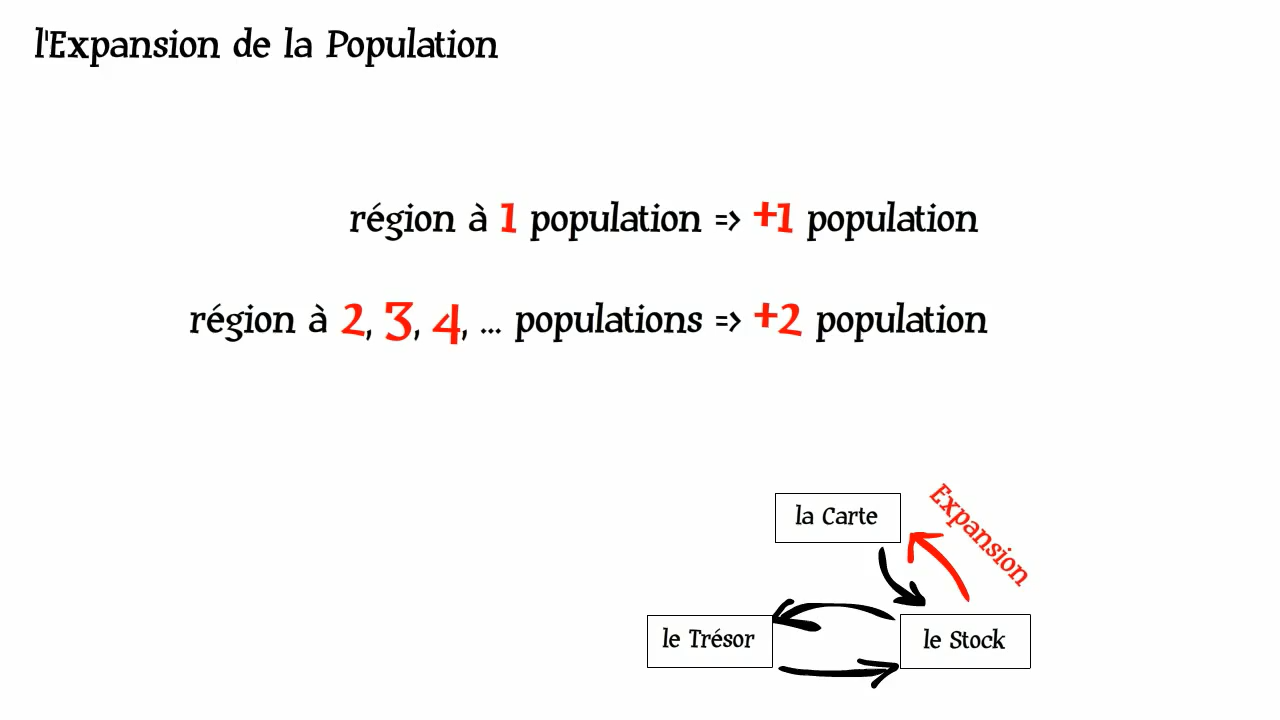 l'Expansion de la Population
région à 1 population => +1 population
région à 2, 3, 4, ... populations => +2 population
la Carte
Expansion
le Trésor
le Stock